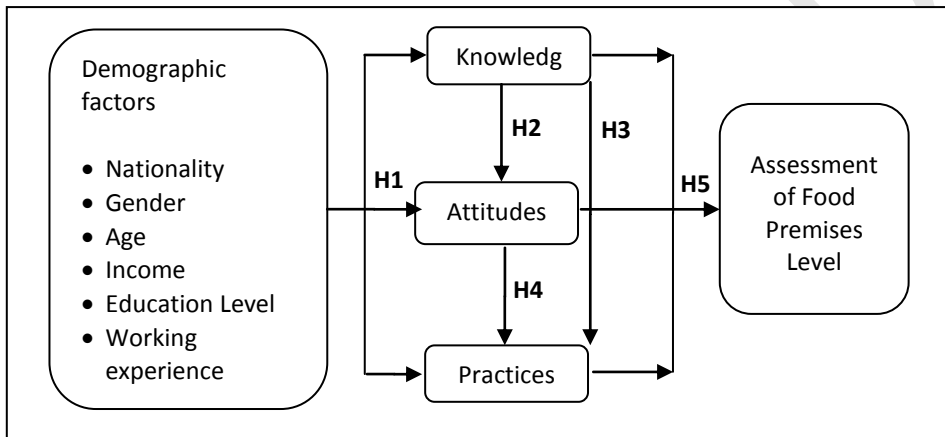 Demographic
factors
• Nationality
• Gender
• Age
• Income
• Education Level
• Working
experience
H1
Knowledg
H2
H3
Attitudes
H4
Practices
H5
Assessment
of Food
Premises
Level